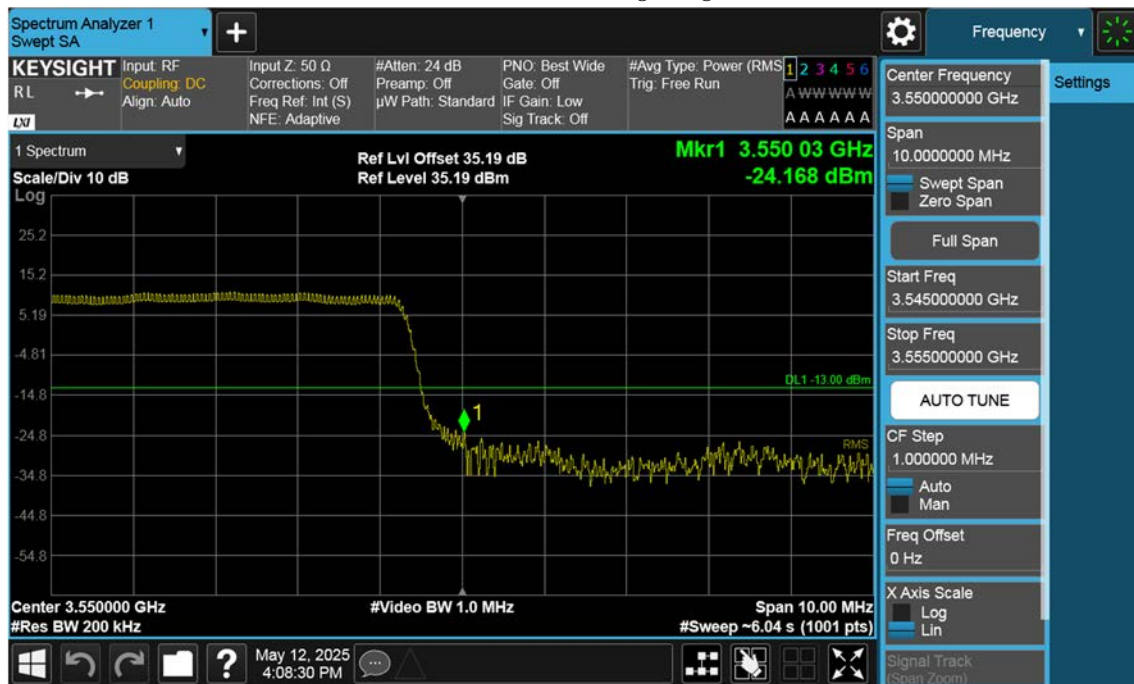 Spectrum Analyzer 1
Swept SA
+
Frequency
KEYSIGHT
RL
LXI
Input: RF
Coupling: DC
Align: Auto
Input Z: 50 Ω
Corrections: Off
Freq Ref: Int (S)
NFE: Adaptive
#Atten: 24 dB
Preamp: Off
µW Path: Standard
PNO: Best Wide
Gate: Off
IF Gain: Low
Sig Track: Off
#Avg Type: Power (RMS
Trig: Free Run
1 2 3 4 5 6
A W W W W W
A A A A A A
1 Spectrum
Scale/Div 10 dB
Log
Ref Lvl Offset 35.19 dB
Ref Level 35.19 dBm
Mkr1 3.550 03 GHz
-24.168 dBm
25.2
15.2
5.19
-4.81
-14.8
-24.8
-34.8
-44.8
-54.8
DL1 -13.00 dBm
1
RMS
Center 3.550000 GHz
#Res BW 200 kHz
#Video BW 1.0 MHz
Span 10.00 MHz
#Sweep ~6.04 s (1001 pts)
Settings
Center Frequency
3.550000000 GHz
Span
10.0000000 MHz
Swept Span
Zero Span
Full Span
Start Freq
3.545000000 GHz
Stop Freq
3.555000000 GHz
AUTO TUNE
CF Step
1.000000 MHz
Auto
Man
Freq Offset
0 Hz
X Axis Scale
Log
Lin
Signal Track
(Span Zoom)
?
May 12, 2025
4:08:30 PM